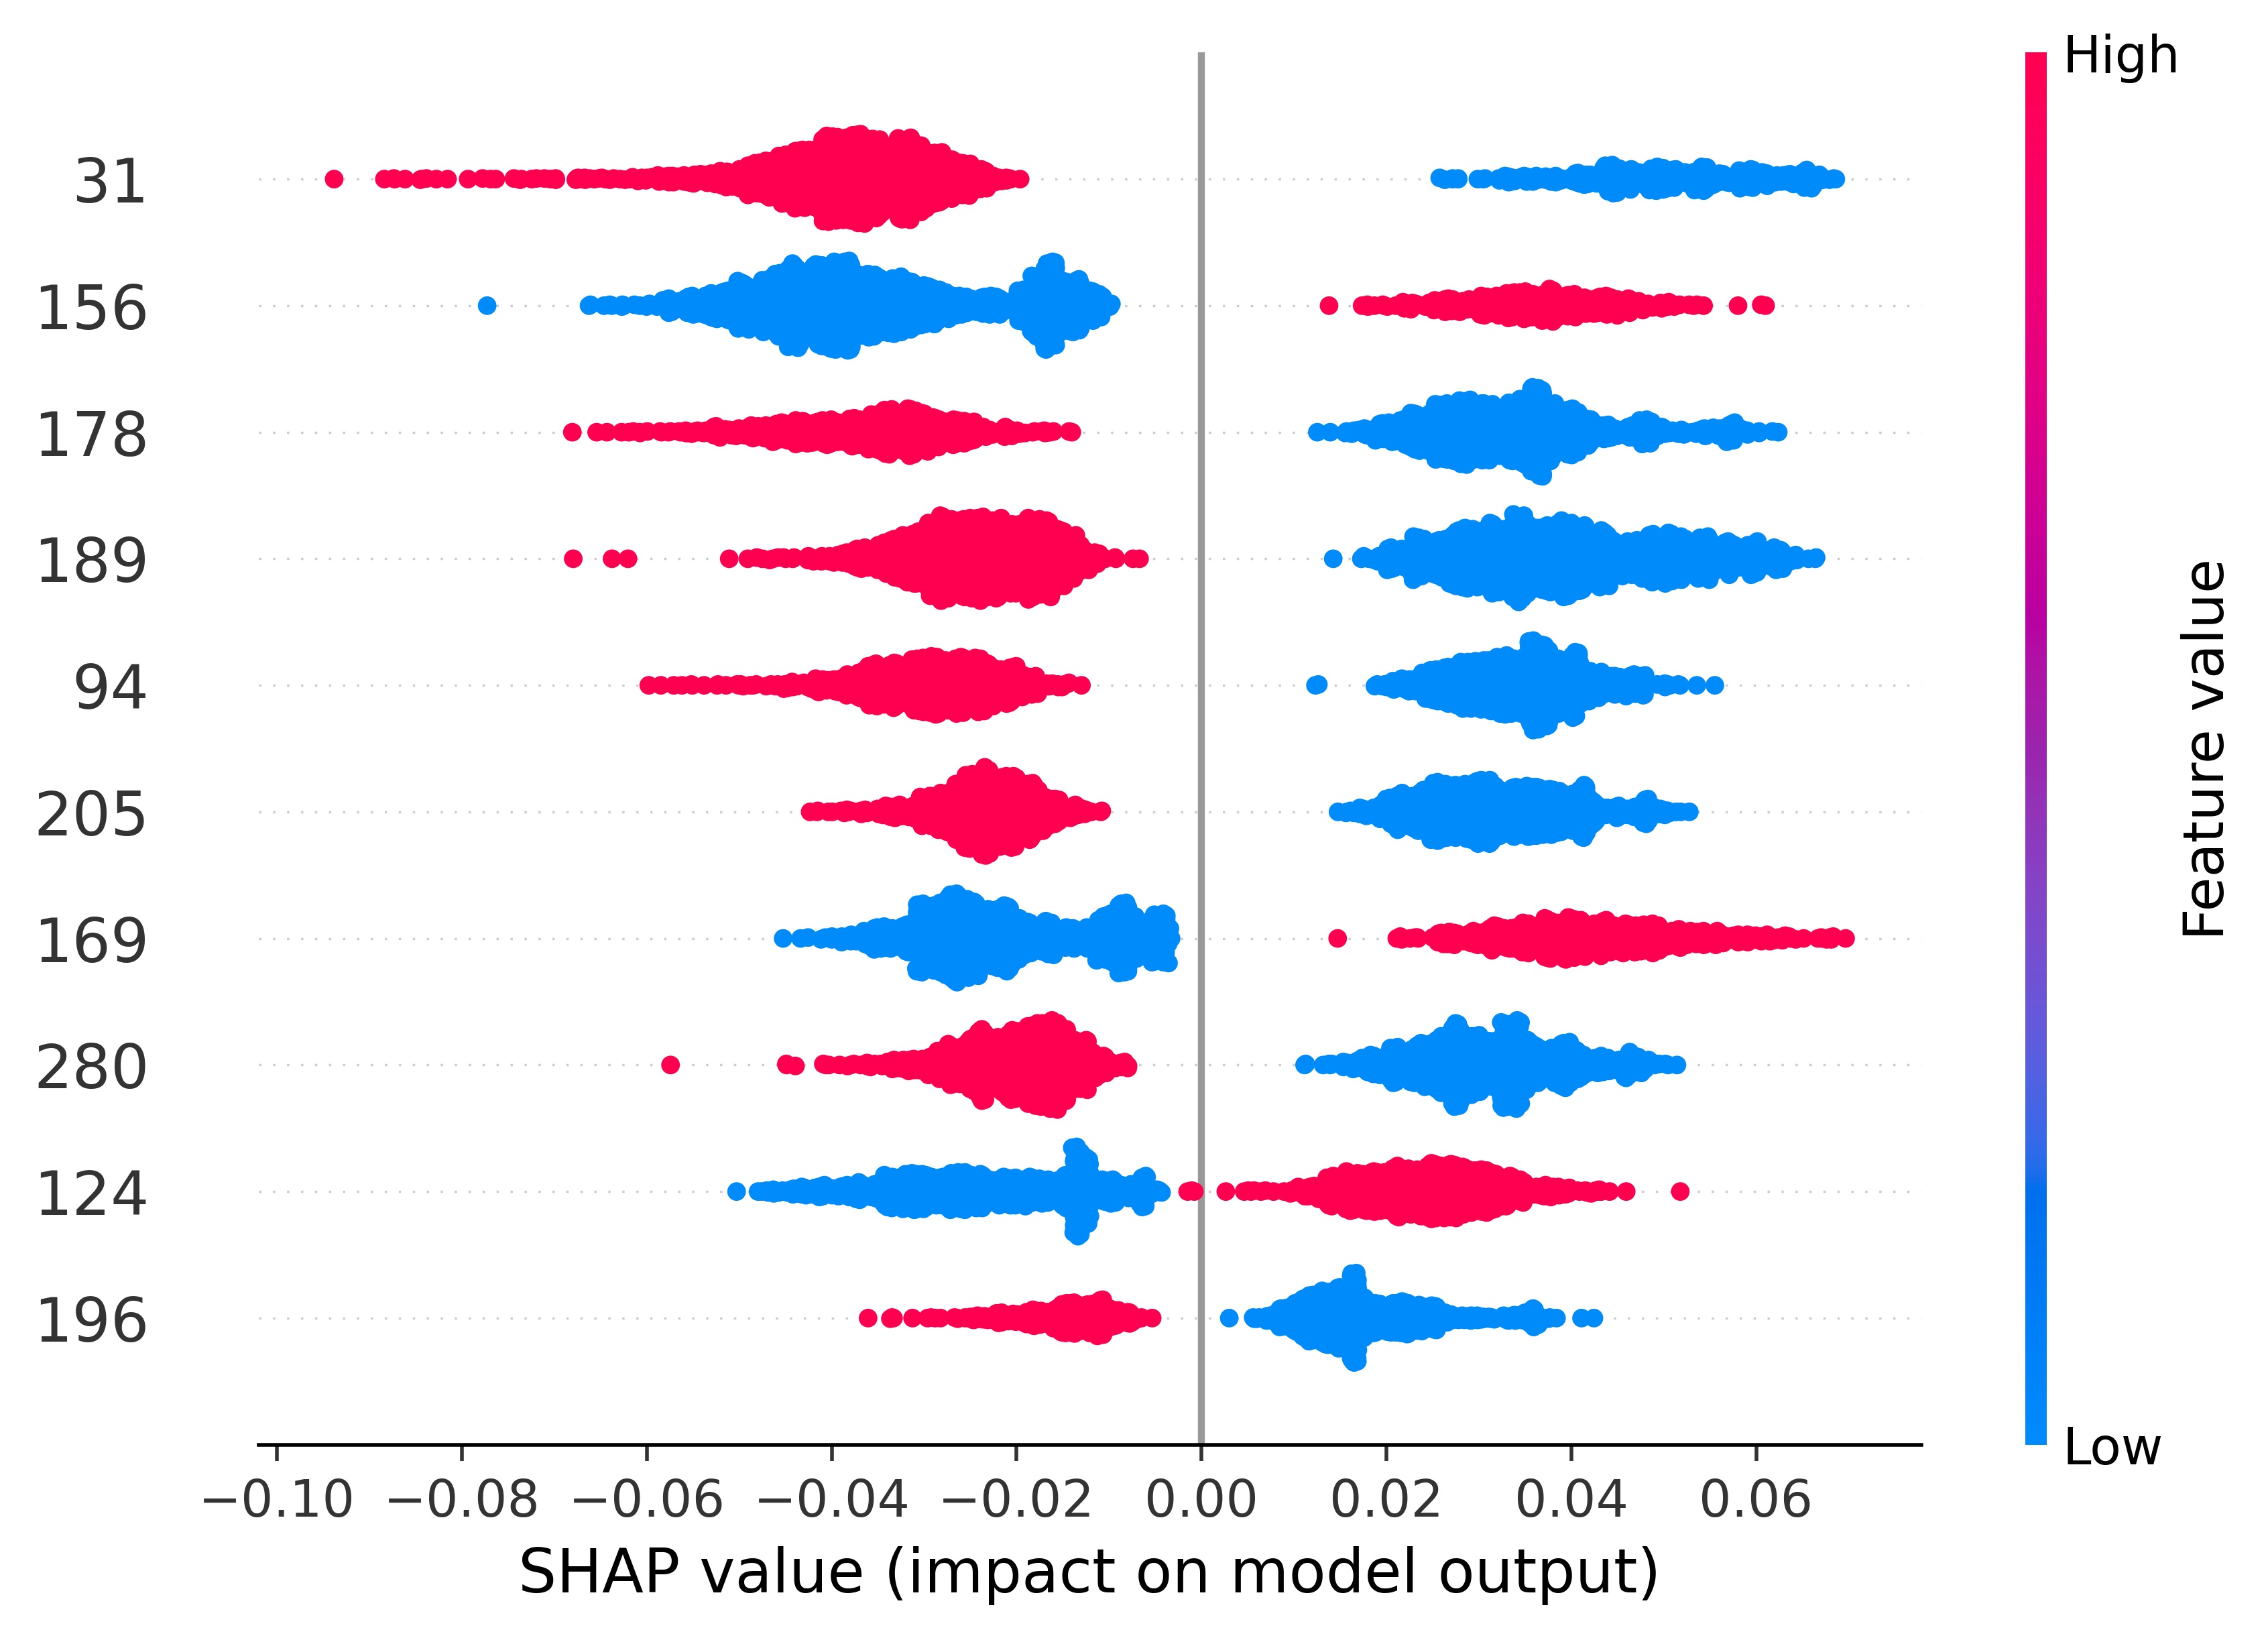 High
31
156
178
189
94
205
169
280
124
196
Feature value
Low
−0.10 −0.08 −0.06 −0.04 −0.02 0.00 0.02 0.04 0.06
SHAP value (impact on model output)